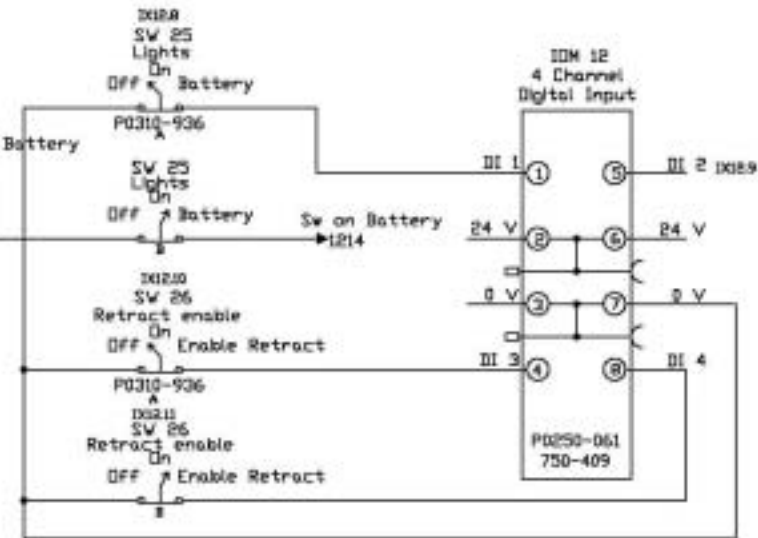 IX12.8
SW 25
Lights
On
Off
Battery
P0310-936
A
Battery
SW 25
Lights
On
Off
Battery
B
Sw on Battery
1214
IX12.10
SW 26
Retract enable
On
Off
Enable Retract
P0310-936
A
IX12.11
SW 26
Retract enable
On
Off
Enable Retract
B
IOM 12
4 Channel
Digital Input
DI 1
1
5
DI 2
IX12.9
24 V
2
6
24 V
0 V
3
7
0 V
DI 3
4
8
DI 4
P0250-061
750-409